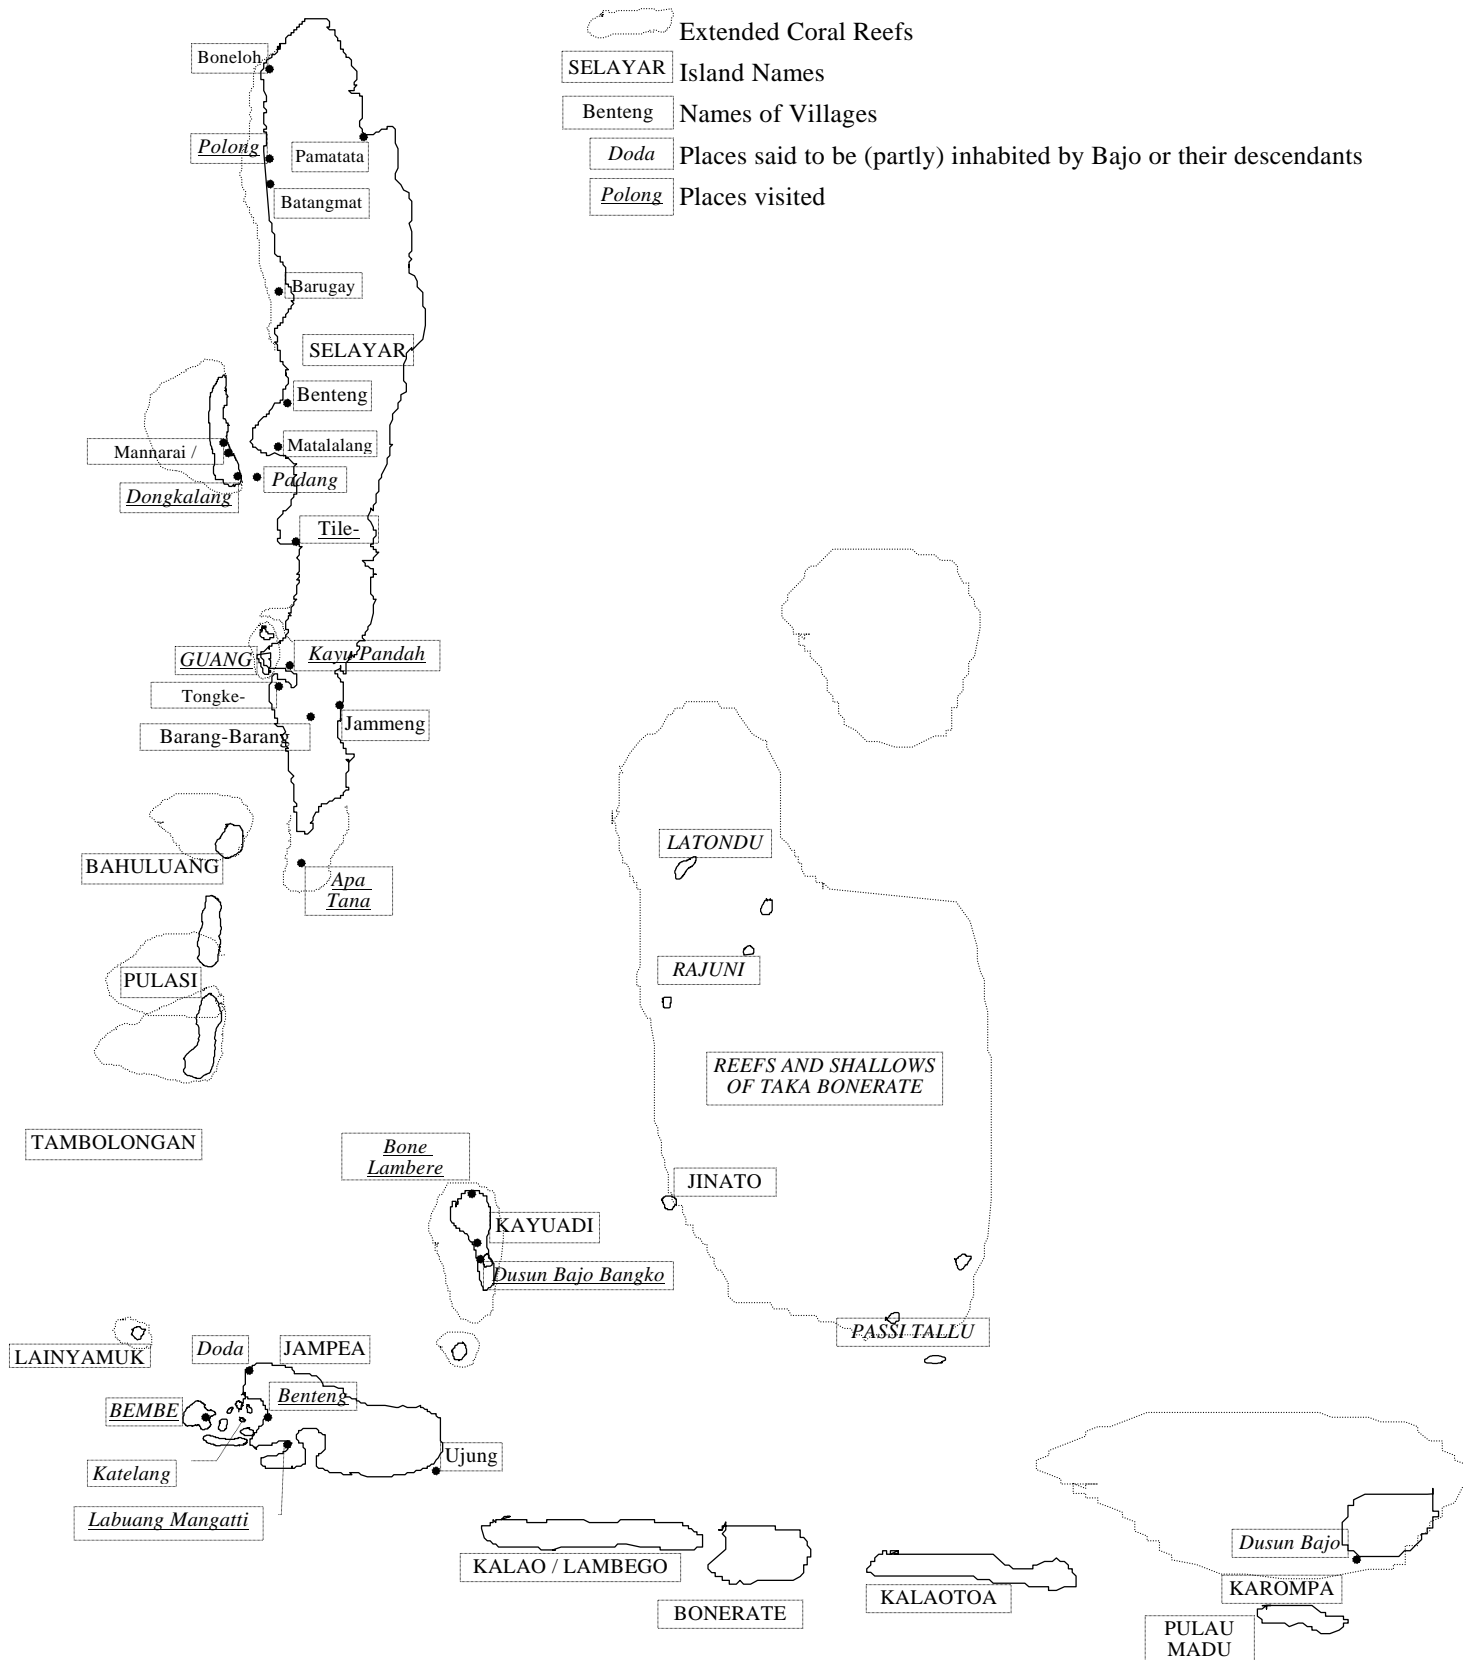 Extended Coral Reefs
SELAYAR Island Names
Benteng Names of Villages
Doda Places said to be (partly) inhabited by Bajo or their descendants
Polong Places visited
Boneloh
Polong
Pamatata
Batangmat
Barugay
SELAYAR
Benteng
Mannarai /
Matalalang
Dongkalang
Padang
Tile-
GUANG
Kayu Pandah
Tongke-
Jammeng
Barang-Barang
BAHULUANG
LATONDU
Apa
Tana
PULASI
RAJUNI
REEFS AND SHALLOWS
OF TAKA BONERATE
TAMBOLONGAN
Bone
Lambere
JINATO
KAYUADI
Dusun Bajo Bangko
LAINYAMUK
Doda
JAMPEA
PASSI TALLU
BEMBE
Benteng
Ujung
Katelang
Labuang Mangatti
Dusun Bajo
KALAO / LAMBEGO
KALAOTOA
KAROMPA
BONERATE
PULAU
MADU